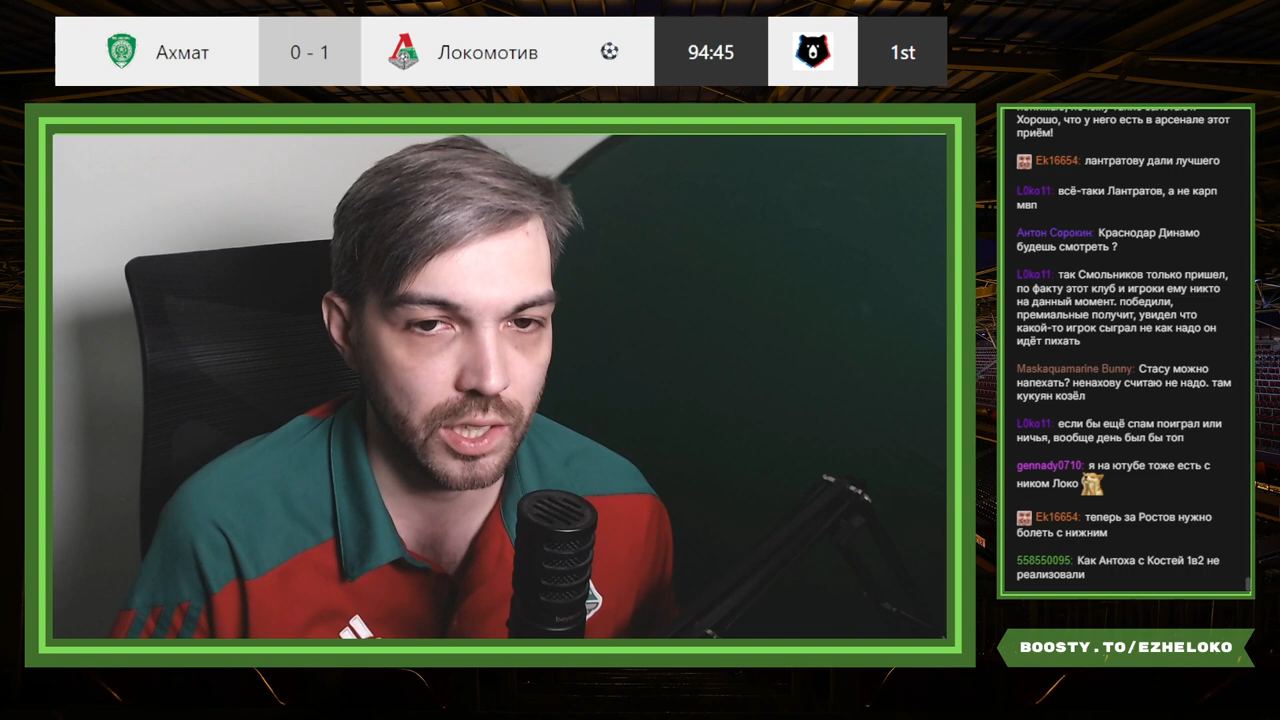 Ахмат
0 - 1
Локомотив
94:45
1st
Хорошо, что у него есть в арсенале этот
приём!
Ek16654: лантратову дали лучшего
L0ko11: всё-таки Лантратов, а не карп
мвп
Антон Сорокин: Краснодар Динамо
будешь смотреть ?
L0ko11: так Смольников только пришел,
по факту этот клуб и игроки ему никто
на данный момент. победили,
премиальные получит, увидел что
какой-то игрок сыграл не как надо он
идёт пихать
Maskaquamarine Bunny: Стасу можно
напехать? ненахову считаю не надо. там
кукуян козёл
L0ko11: если бы ещё спам поиграл или
ничья, вообще день был бы топ
gennady0710: я на ютубе тоже есть с
ником Локо
Ek16654: теперь за Ростов нужно
болеть с нижним
558550095: Как Антоха с Костей 1в2 не
реализовали
BOOSTY.TO/EZHELOKO